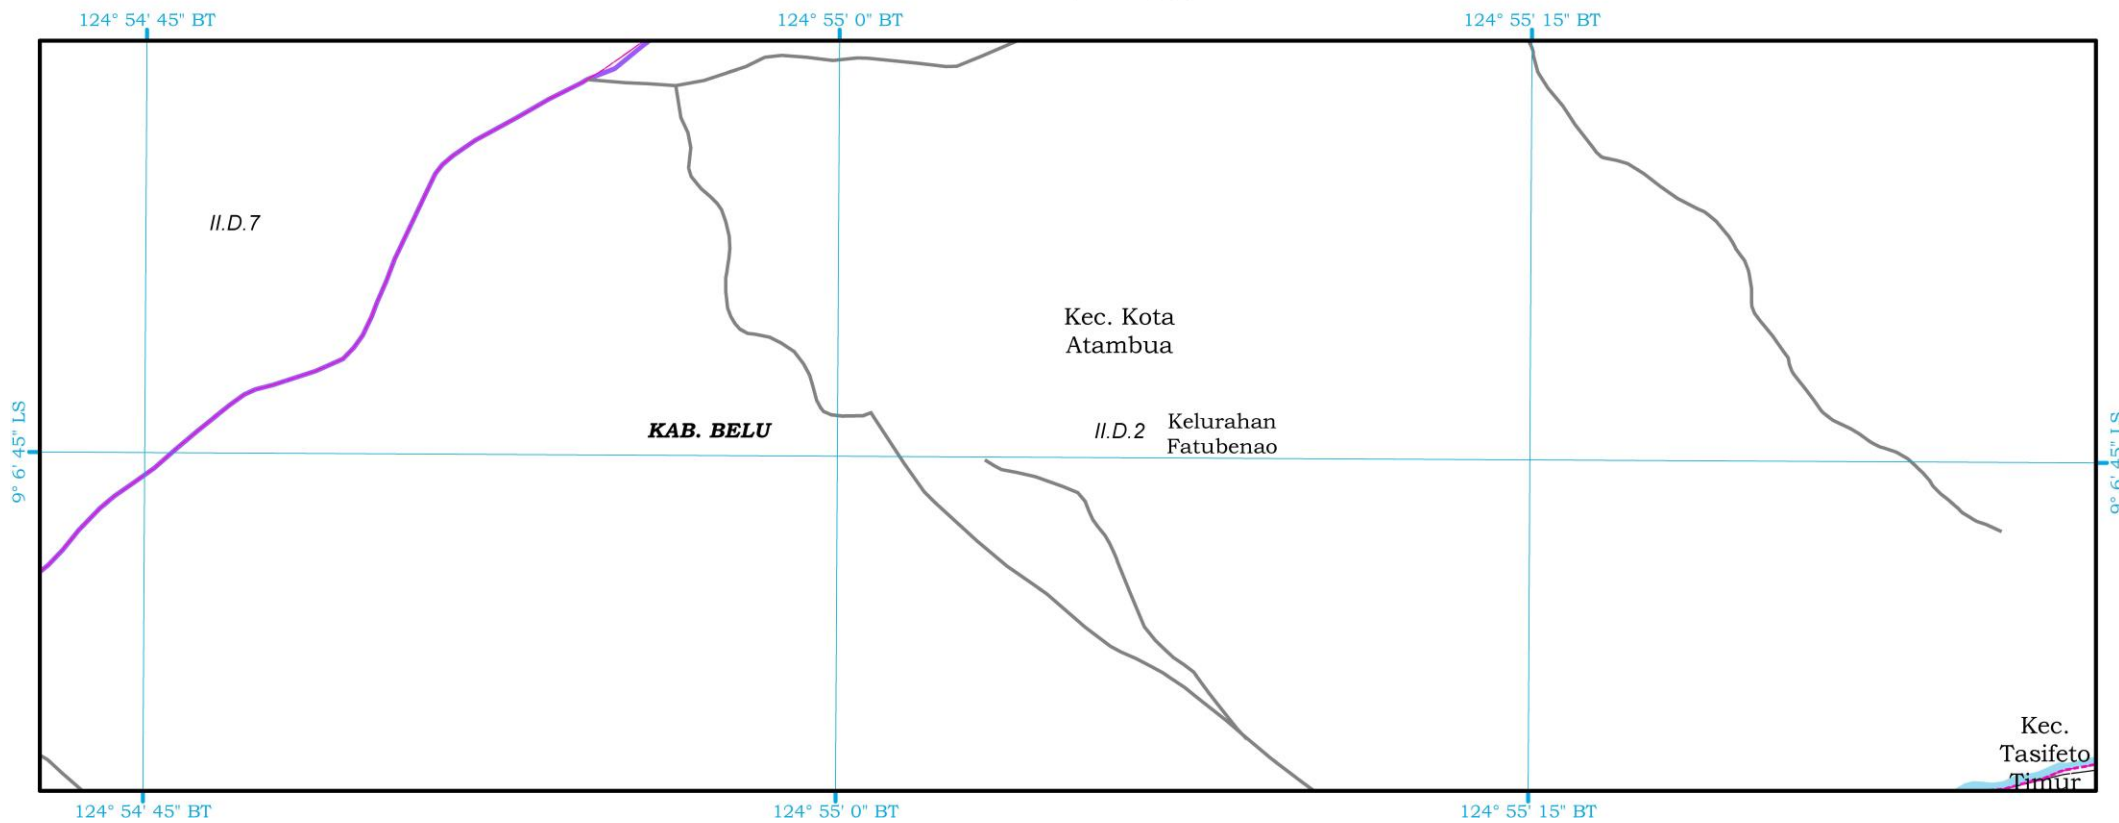 124° 54' 45" BT
124° 55' 0" BT
124° 55' 15" BT
II.D.7
Kec. Kota
Atambua
KAB. BELU
II.D.2
Kelurahan
Fatubenao
9° 6' 45" LS
9° 6' 45" LS
Kec.
Tasifeto
Timur
124° 54' 45" BT
124° 55' 0" BT
124° 55' 15" BT